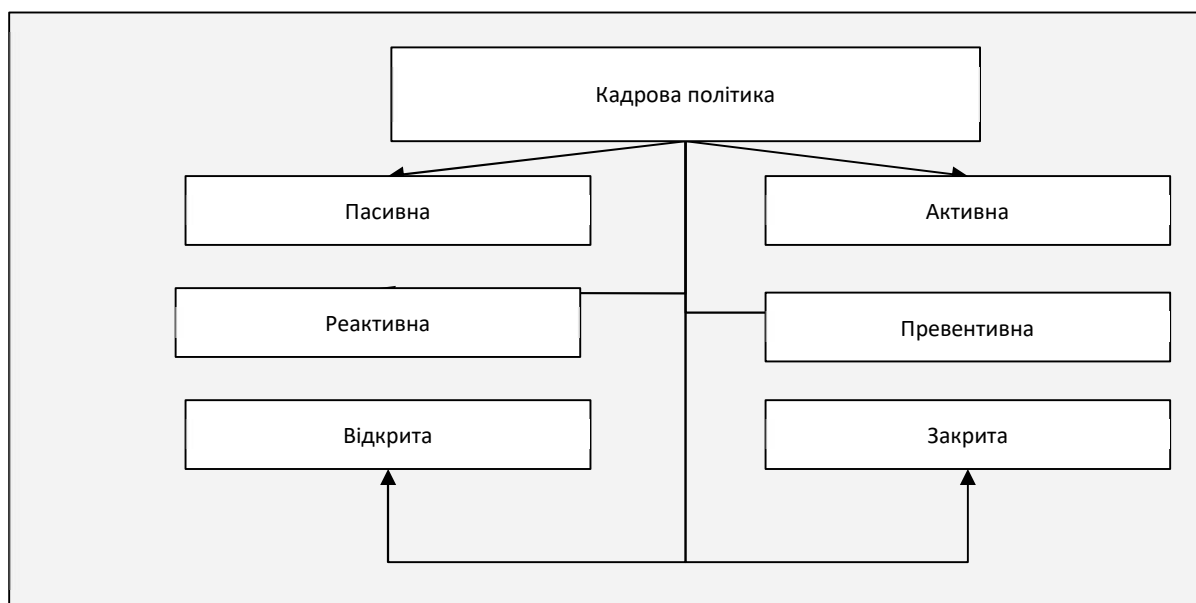 Кадрова політика
Пасивна
Активна
Реактивна
Превентивна
Відкрита
Закрита